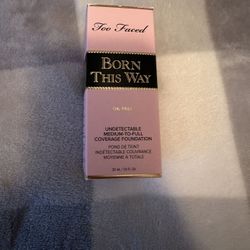 Too Faced
BORN
THIS WAY
OIL FREE
UNDETECTABLE
MEDIUM-TO-FULL
COVERAGE FOUNDATION
FOND DE TEINT
INDÉTECTABLE COUVRANCE
MOYENNE À TOTALE